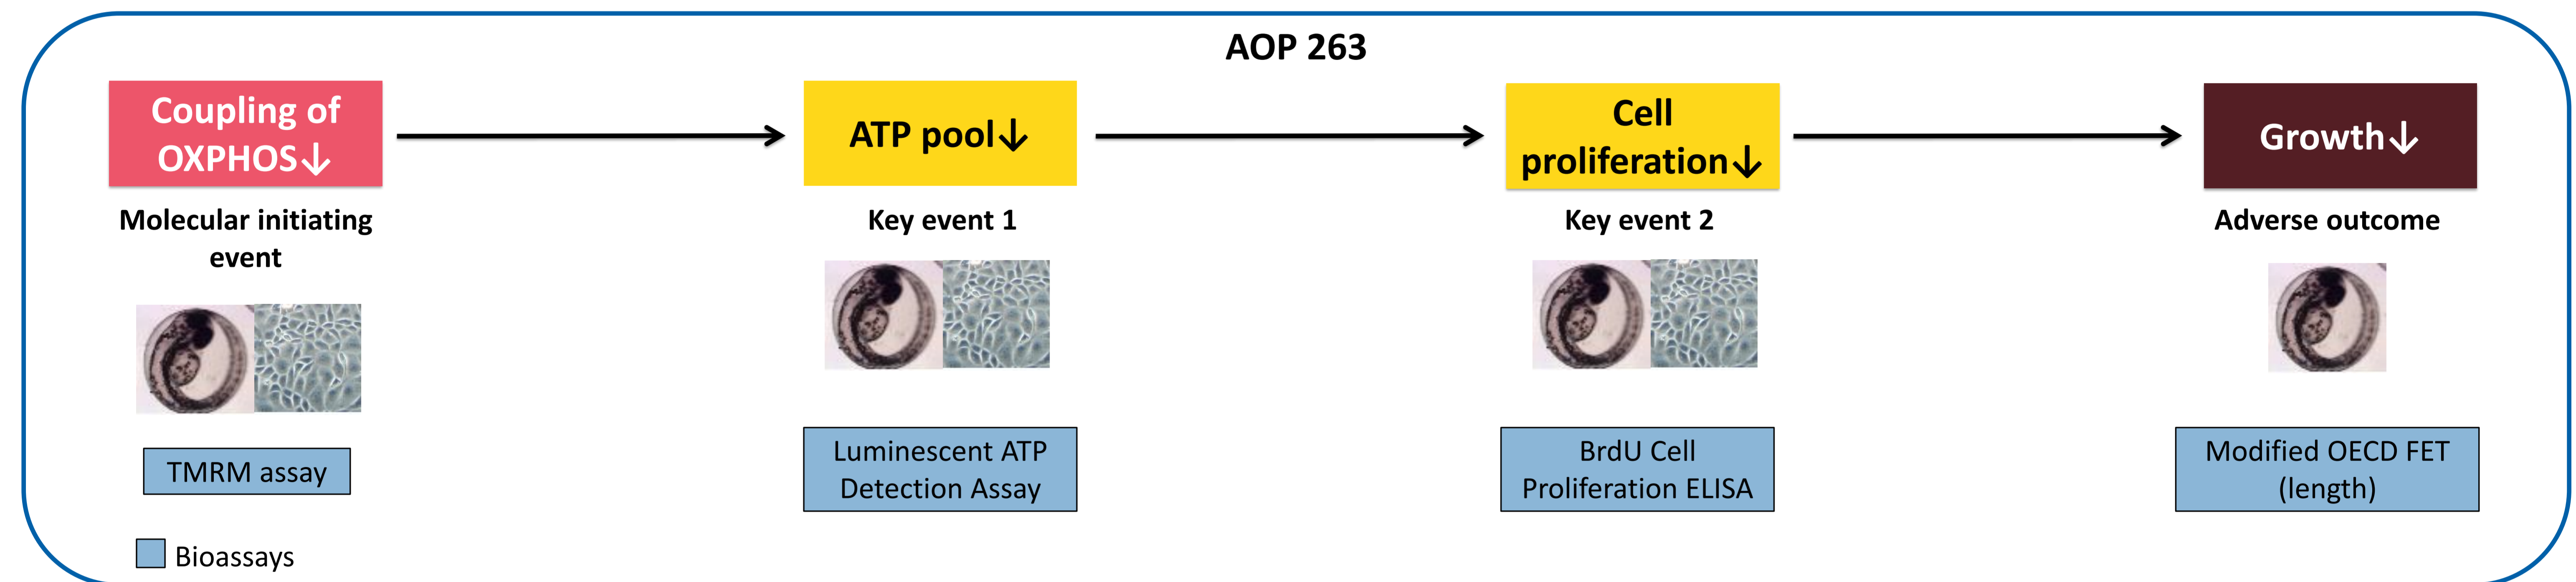 AOP 263
Coupling of
OXPHOS↓
ATP pool↓
Cell
proliferation↓
Growth↓
Molecular initiating
event
Key event 1
Key event 2
Adverse outcome
TMRM assay
Luminescent ATP
Detection Assay
BrdU Cell
Proliferation ELISA
Modified OECD FET
(length)
Bioassays